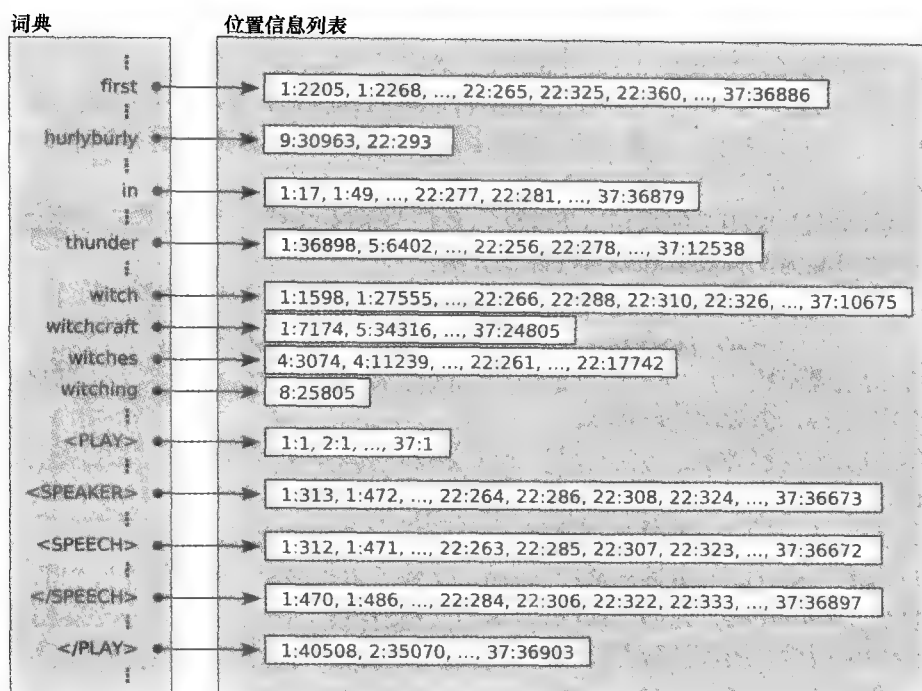 词典 位置信息列表
first 1:2205, 1:2268, ..., 22:265, 22:325, 22:360, ..., 37:36886
hurlyburly 9:30963, 22:293
in 1:17, 1:49, ..., 22:277, 22:281, ..., 37:36879
thunder 1:36898, 5:6402, ..., 22:256, 22:278, ..., 37:12538
witch 1:1598, 1:27555, ..., 22:266, 22:288, 22:310, 22:326, ..., 37:10675
witchcraft 1:7174, 5:34316, ..., 37:24805
witches 4:3074, 4:11239, ..., 22:261, ..., 22:17742
witching 8:25805
<PLAY> 1:1, 2:1, ..., 37:1
<SPEAKER> 1:313, 1:472, ..., 22:264, 22:286, 22:308, 22:324, ..., 37:36673
<SPEECH> 1:312, 1:471, ..., 22:263, 22:285, 22:307, 22:323, ..., 37:36672
</SPEECH> 1:470, 1:486, ..., 22:284, 22:306, 22:322, 22:333, ..., 37:36897
</PLAY> 1:40508, 2:35070, ..., 37:36903